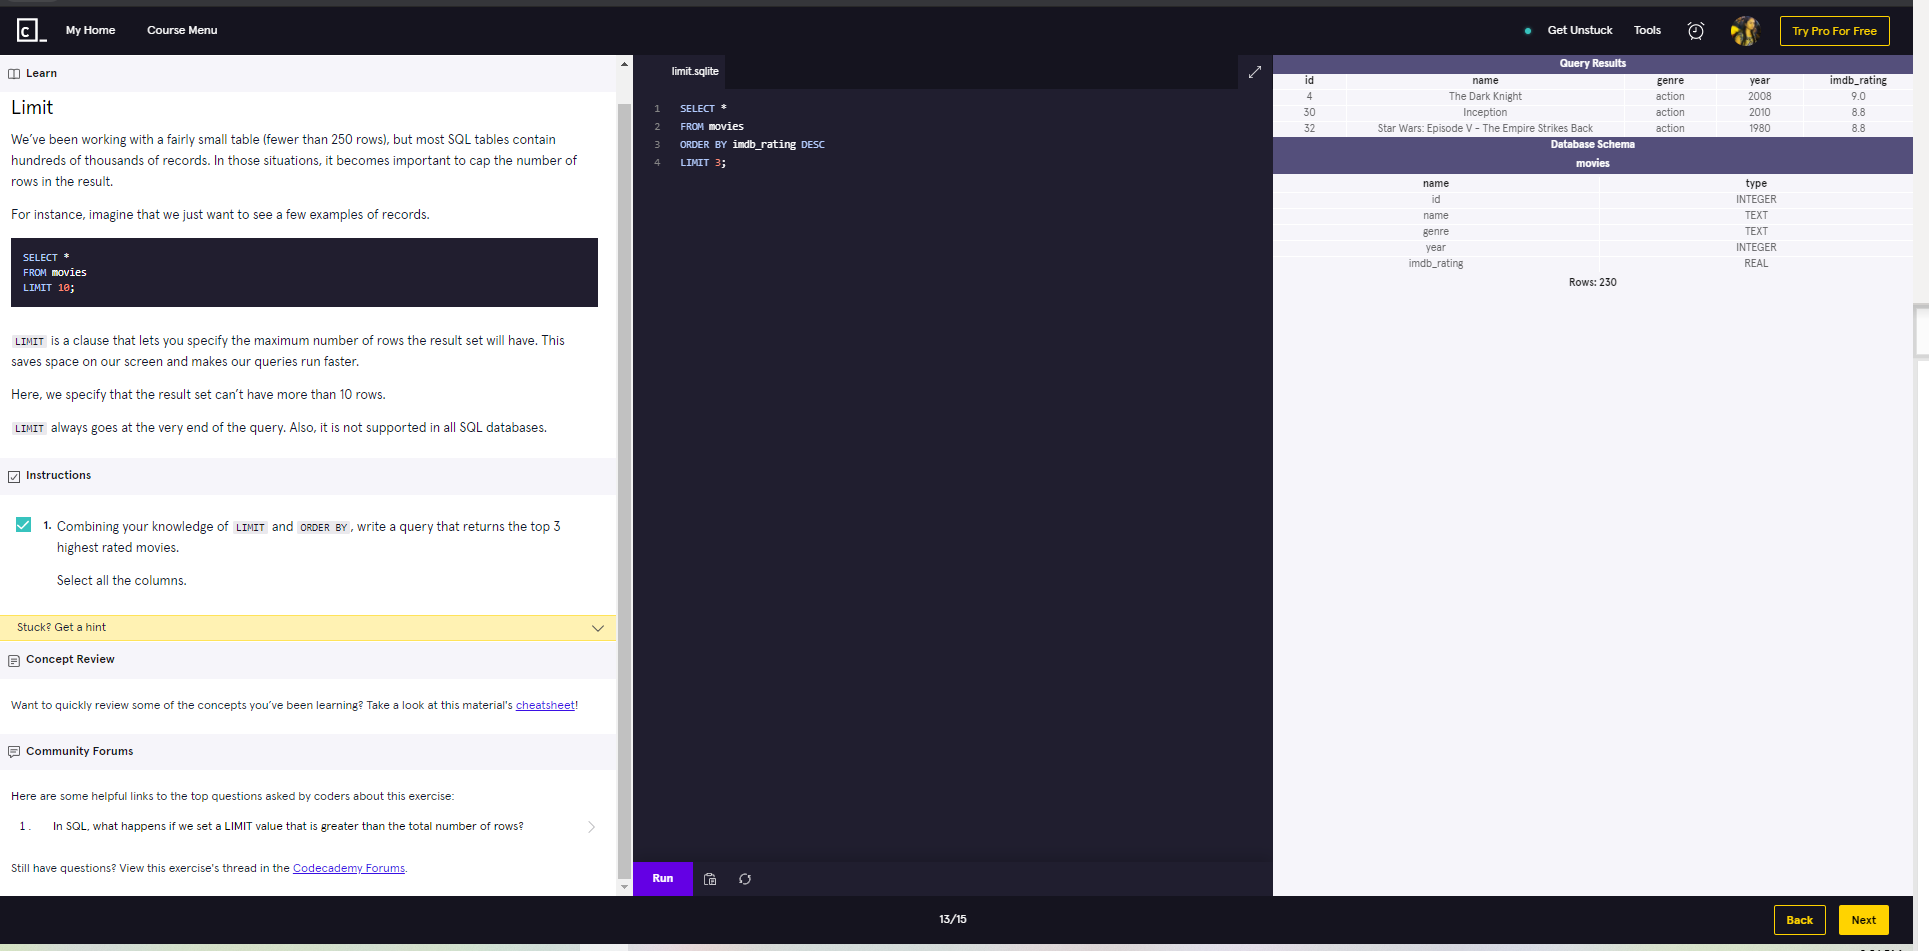 My Home Course Menu Get Unstuck Tools Try Pro For Free
Learn
Limit
We’ve been working with a fairly small table (fewer than 250 rows), but most SQL tables contain
hundreds of thousands of records. In those situations, it becomes important to cap the number of
rows in the result.
For instance, imagine that we just want to see a few examples of records.
SELECT *
FROM movies
LIMIT 10;
LIMIT is a clause that lets you specify the maximum number of rows the result set will have. This
saves space on our screen and makes our queries run faster.
Here, we specify that the result set can’t have more than 10 rows.
LIMIT always goes at the very end of the query. Also, it is not supported in all SQL databases.
Instructions
1. Combining your knowledge of LIMIT and ORDER BY, write a query that returns the top 3
highest rated movies.
Select all the columns.
Stuck? Get a hint
Concept Review
Want to quickly review some of the concepts you’ve been learning? Take a look at this material's cheatsheet!
Community Forums
Here are some helpful links to the top questions asked by coders about this exercise:
1. In SQL, what happens if we set a LIMIT value that is greater than the total number of rows?
Still have questions? View this exercise's thread in the Codecademy Forums.
limit.sqlite
1 SELECT *
2 FROM movies
3 ORDER BY imdb_rating DESC
4 LIMIT 3;
Run
Query Results
id name genre year imdb_rating
4 The Dark Knight action 2008 9.0
30 Inception action 2010 8.8
32 Star Wars: Episode V - The Empire Strikes Back action 1980 8.8
Database Schema
movies
name type
id INTEGER
name TEXT
genre TEXT
year INTEGER
imdb_rating REAL
Rows: 230
13/15
Back Next